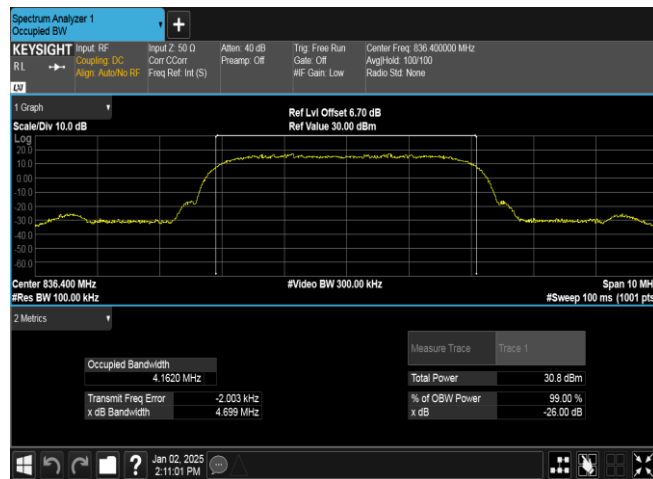 Spectrum Analyzer 1
Occupied BW
KEYSIGHT
RL
LXI
Input: RF
Coupling: DC
Align: Auto/No RF
Input Z: 50 Ω
Corr CCorr
Freq Ref: Int (S)
Atten: 40 dB
Preamp: Off
Trig: Free Run
Gate: Off
#IF Gain: Low
Center Freq: 836.400000 MHz
Avg|Hold: 100/100
Radio Std: None
1 Graph
Scale/Div 10.0 dB
Ref Lvl Offset 6.70 dB
Ref Value 30.00 dBm
Log
20.0
10.0
0.00
-10.0
-20.0
-30.0
-40.0
-50.0
-60.0
Center 836.400 MHz
#Res BW 100.00 kHz
#Video BW 300.00 kHz
Span 10 MH
#Sweep 100 ms (1001 pts
2 Metrics
Measure Trace Trace 1
Occupied Bandwidth
4.1620 MHz
Total Power 30.8 dBm
Transmit Freq Error -2.003 kHz
% of OBW Power 99.00 %
x dB Bandwidth 4.699 MHz
x dB -26.00 dB
?
Jan 02, 2025
2:11:01 PM